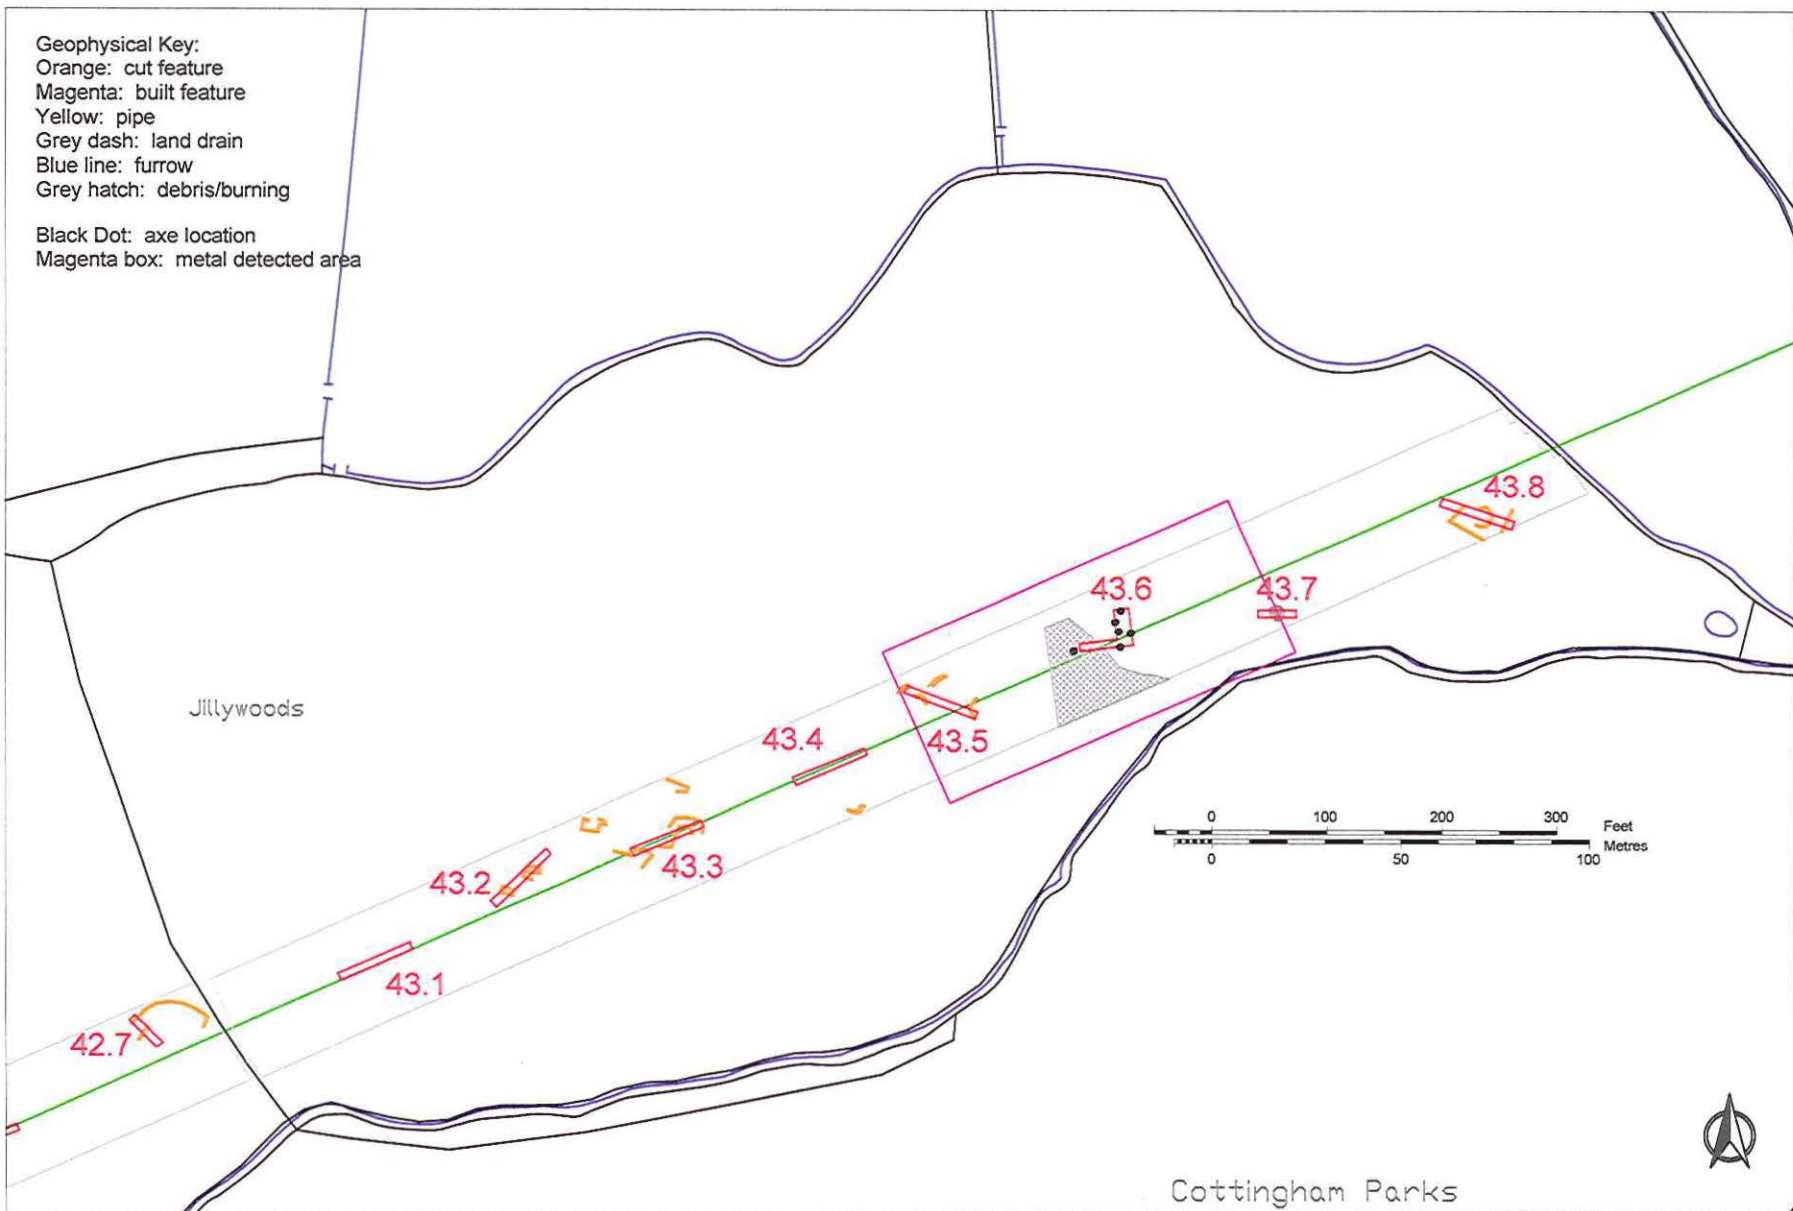 Geophysical Key:
Orange: cut feature
Magenta: built feature
Yellow: pipe
Grey dash: land drain
Blue line: furrow
Grey hatch: debris/burning
Black Dot: axe location
Magenta box: metal detected area
43.8
43.6
43.7
Jillywoods
43.4
43.5
0 100 200 300 Feet
0 50 100 Metres
43.2
43.3
43.1
42.7
Cottingham Parks